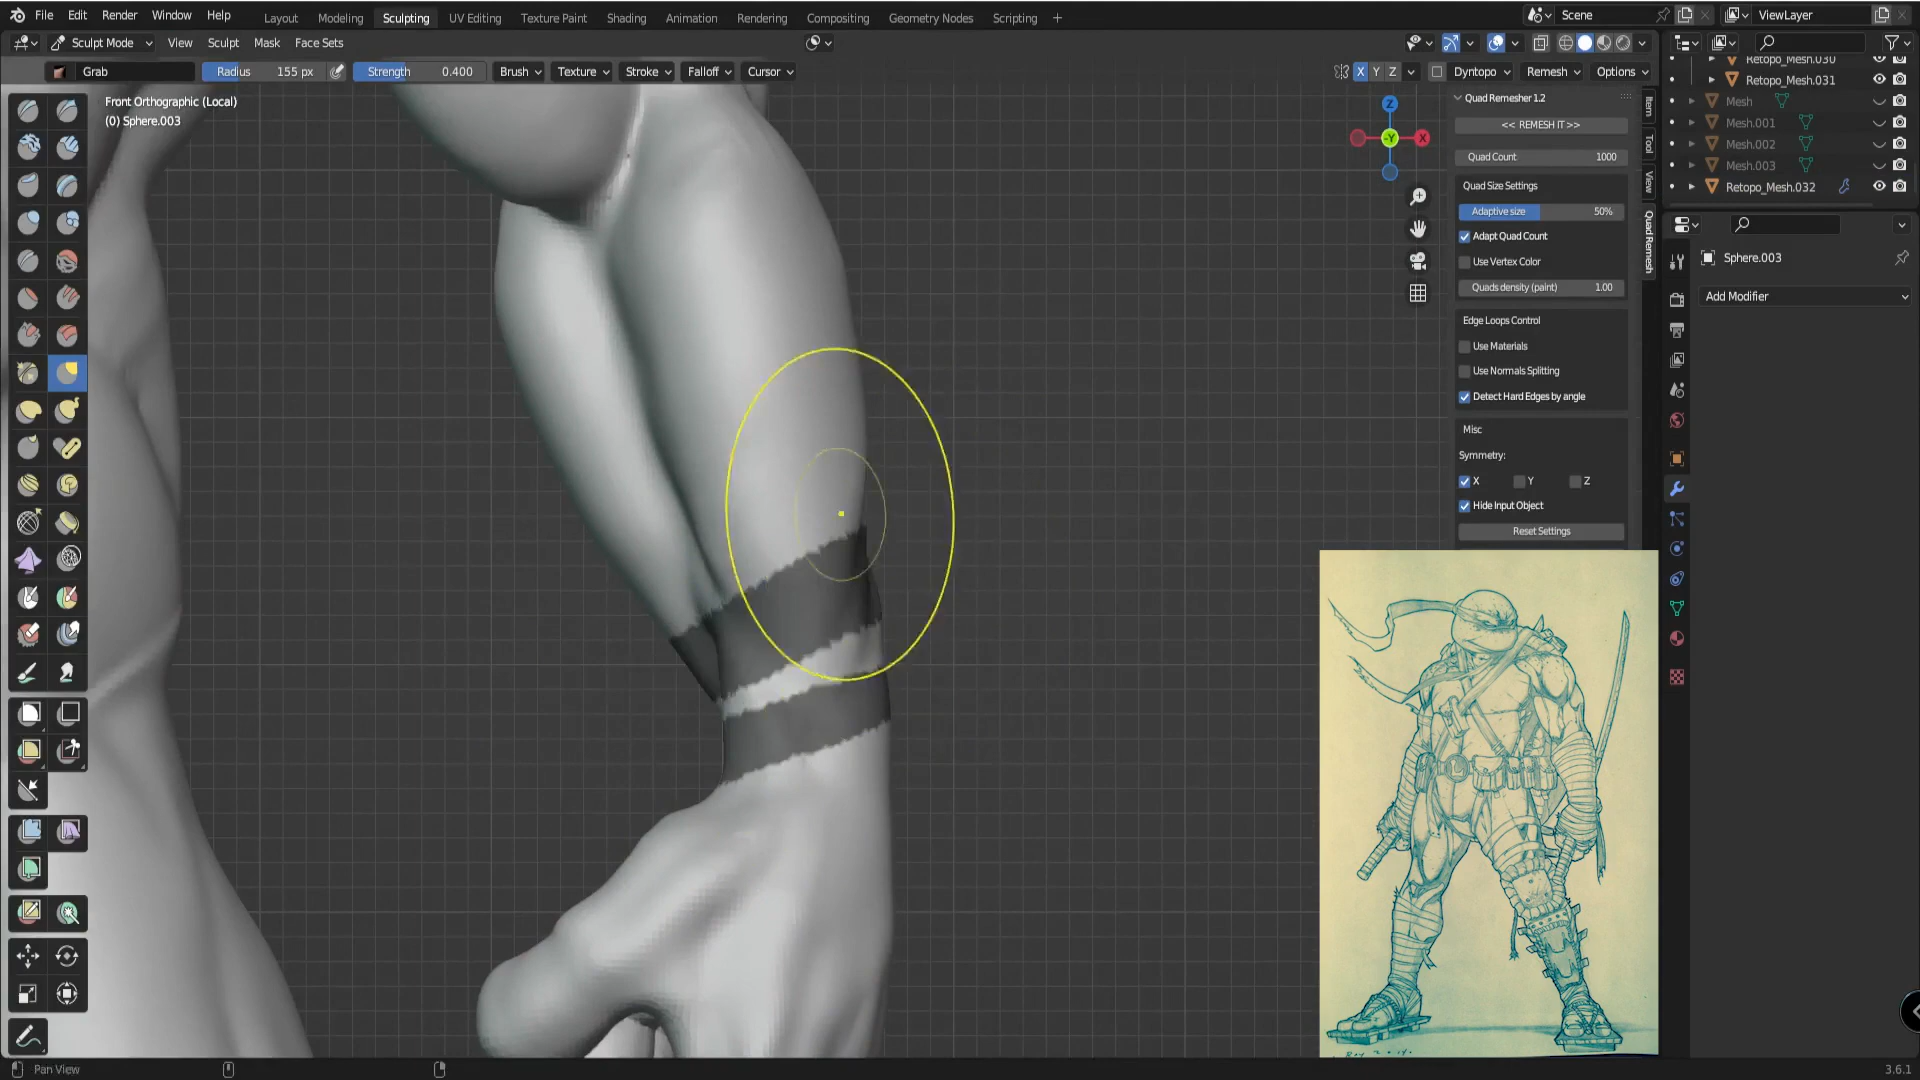 File Edit Render Window Help Layout Modeling Sculpting UV Editing Texture Paint Shading Animation Rendering Compositing Geometry Nodes Scripting + Scene ViewLayer
Sculpt Mode View Sculpt Mask Face Sets
Grab Radius 155 px Strength 0.400 Brush Texture Stroke Falloff Cursor X Y Z Dyntopo Remesh Options
Front Orthographic (Local)
(0) Sphere.003
Z
-Y
X
Quad Remesher 1.2
<< REMESH IT >>
Quad Count 1000
Quad Size Settings
Adaptive size 50%
Adapt Quad Count
Use Vertex Color
Quads density (paint) 1.00
Edge Loops Control
Use Materials
Use Normals Splitting
Detect Hard Edges by angle
Misc
Symmetry:
X Y Z
Hide Input Object
Reset Settings
Item
Tool
View
Quad Remesh
Retopo_Mesh.030
Retopo_Mesh.031
Mesh
Mesh.001
Mesh.002
Mesh.003
Retopo_Mesh.032
Sphere.003
Add Modifier
Pan View
3.6.1